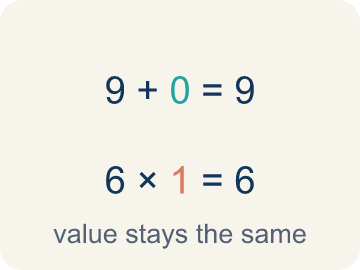 9 + 0 = 9
6 × 1 = 6
value stays the same